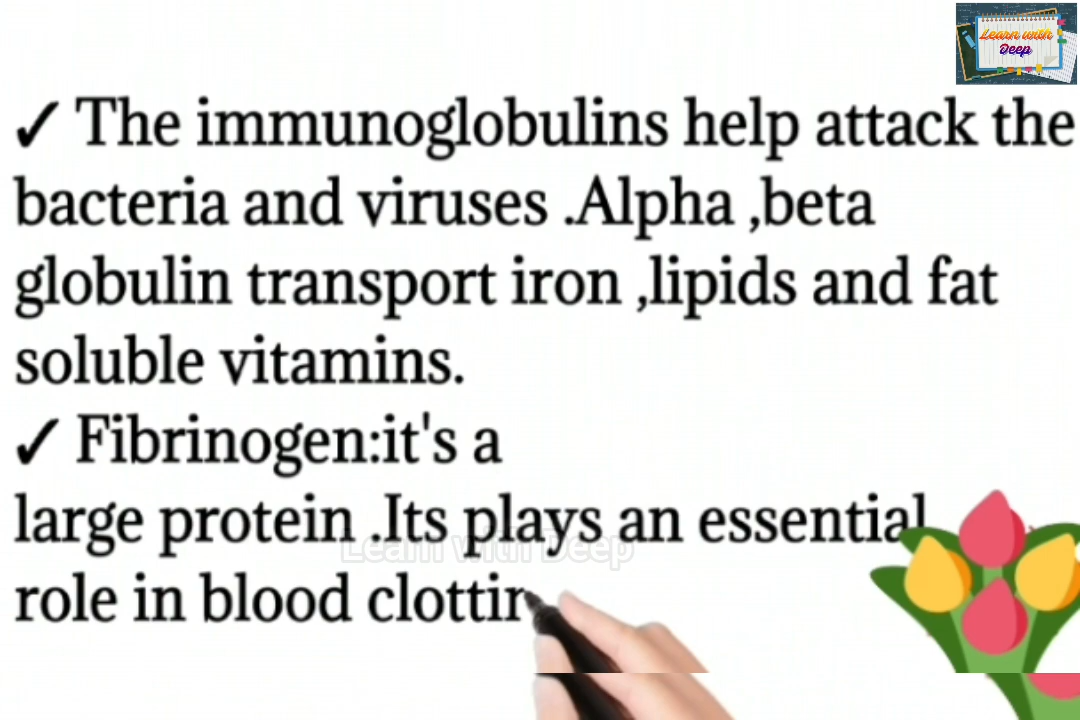 Learn with
Deep
✓ The immunoglobulins help attack the
bacteria and viruses .Alpha ,beta
globulin transport iron ,lipids and fat
soluble vitamins.
✓ Fibrinogen:it's a
large protein .Its plays an essential
Learn with Deep
role in blood clottin